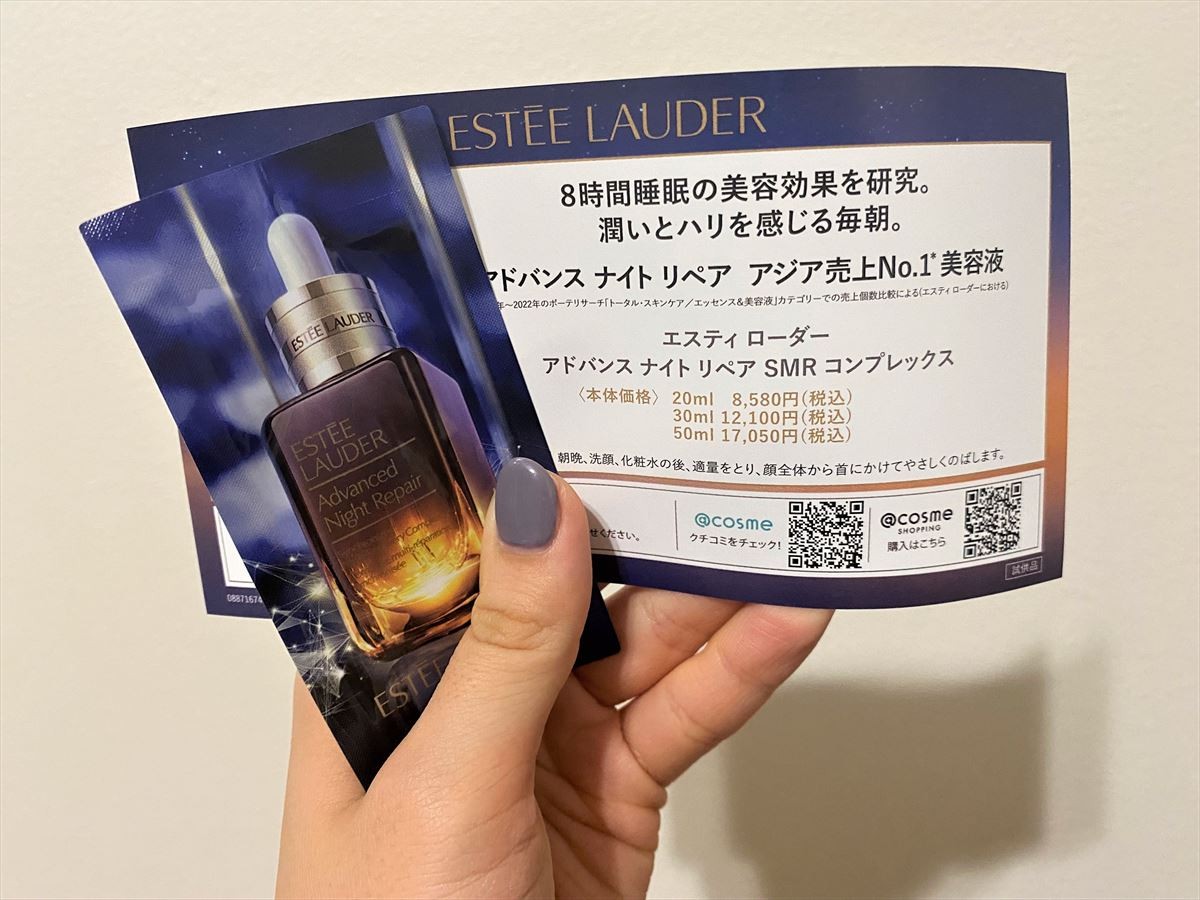 ESTĒE LAUDER
8時間睡眠の美容効果を研究。
潤いとハリを感じる毎朝。
アドバンス ナイト リペア アジア売上No.1*美容液
年〜2022年のボーテリサーチ「トータル・スキンケア/エッセンス&美容液」カテゴリーでの売上個数比較による(エスティ ローダーにおける)
エスティ ローダー
アドバンス ナイト リペア SMR コンプレックス
〈本体価格〉 20ml 8,580円(税込)
30ml 12,100円(税込)
50ml 17,050円(税込)
朝晩、洗顔、化粧水の後、適量をとり、顔全体から首にかけてやさしくのばします。
せください。
@cosme
クチコミをチェック!
@cosme
SHOPPING
購入はこちら
試供品
0887167
ESTĒE LAUDER
ESTĒE
LAUDER
Advanced
Night Repair